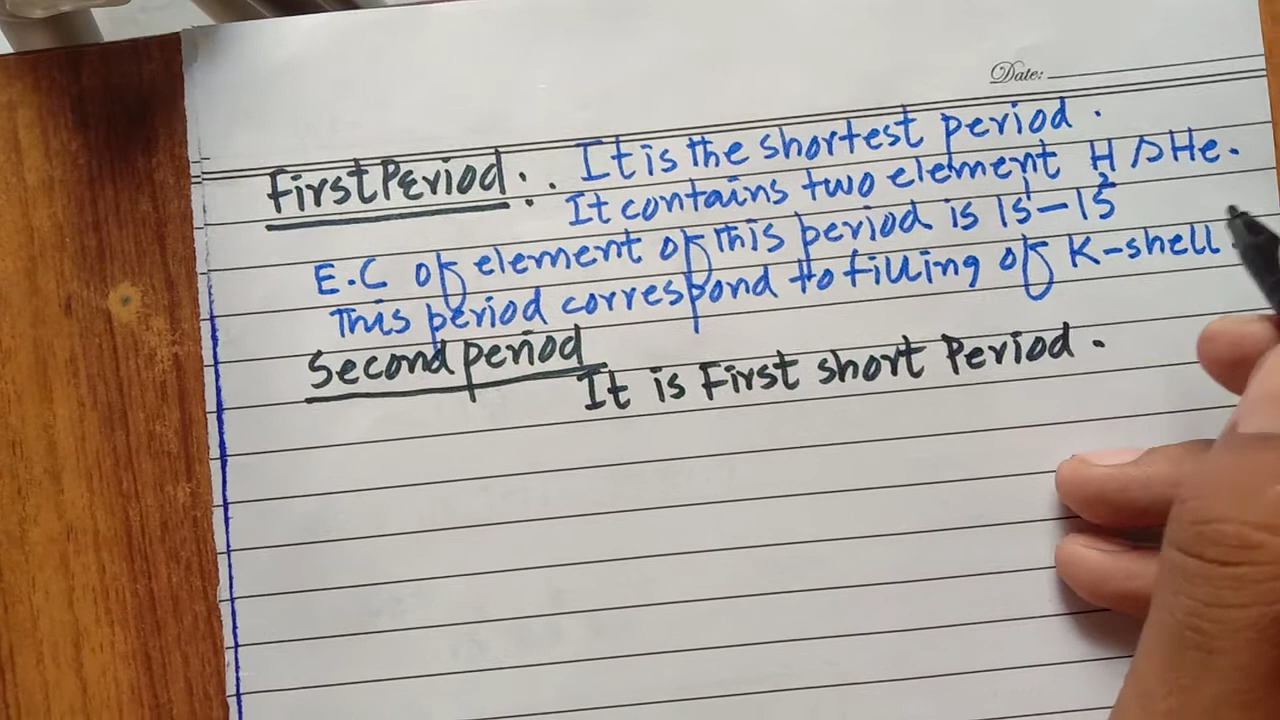 Date:
First Period : . It is the shortest period .
It contains two element H & He .
E.C of element of this period is 1s¹-1s²
This period correspond to filling of K-shell .
Second period
It is First short Period .